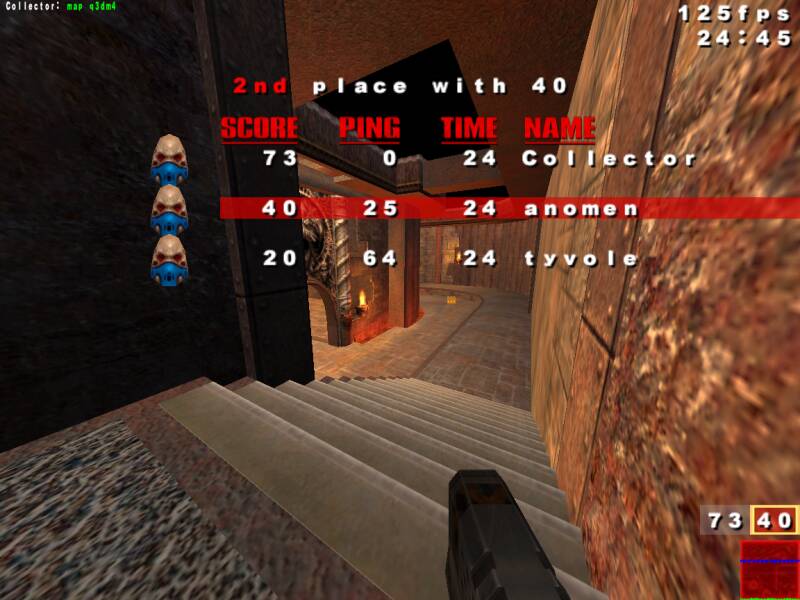 Collector: map q3dm4
125fps
24:45
2nd place with 40
SCORE PING TIME NAME
73 0 24 Collector
40 25 24 anomen
20 64 24 tyvole
73 40